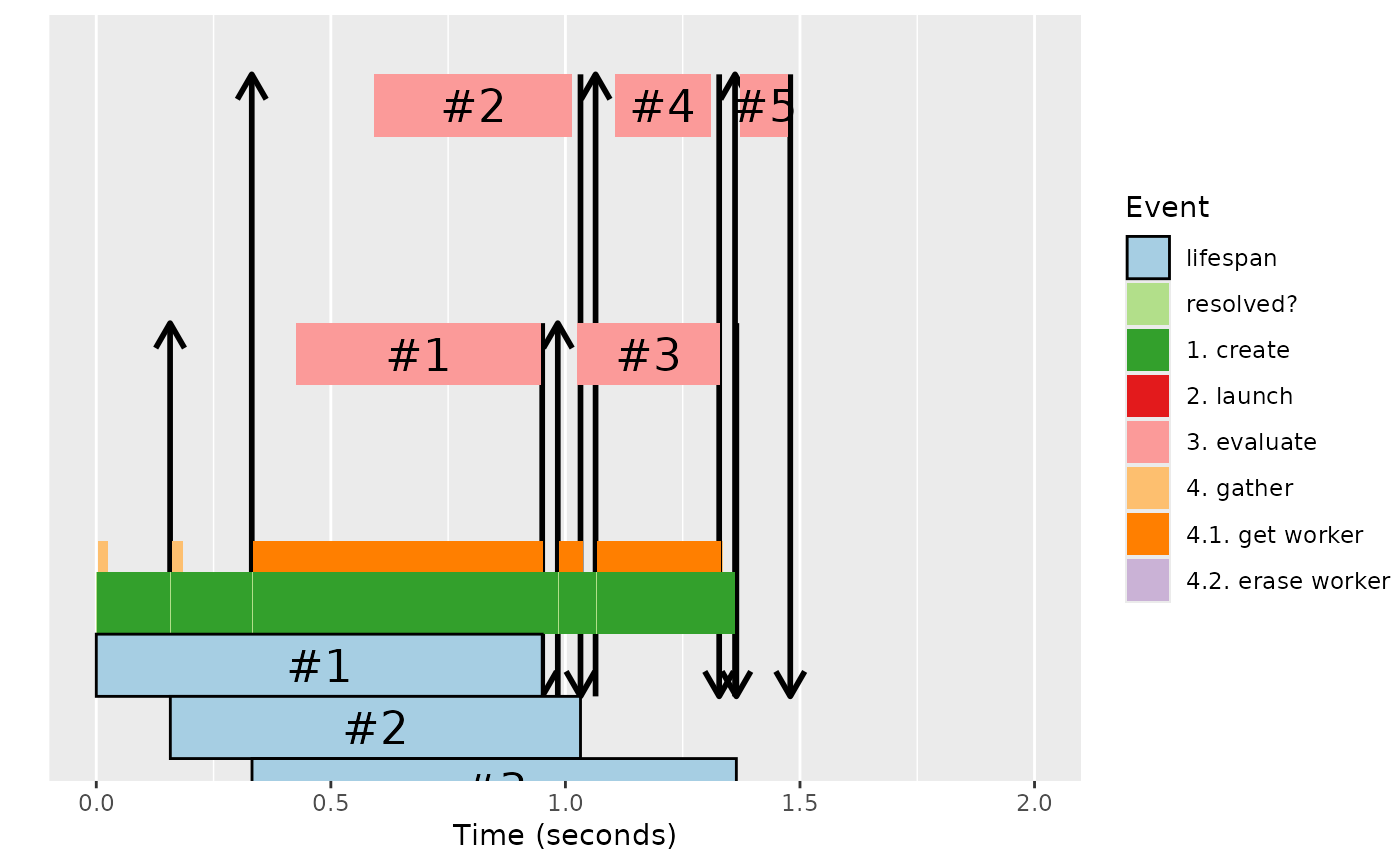 #2 #4 #5
#1 #3
#1
#2
0.0 0.5 1.0 1.5 2.0
Time (seconds)
Event
lifespan
resolved?
1. create
2. launch
3. evaluate
4. gather
4.1. get worker
4.2. erase worker